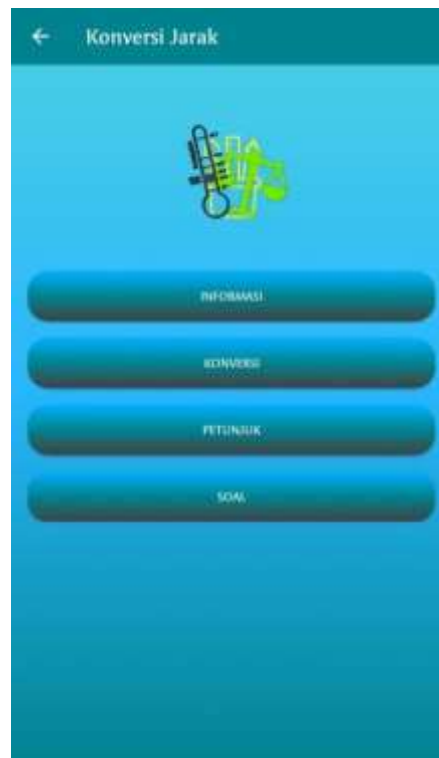 Konversi Jarak
INFORMASI
KONVERSI
PETUNJUK
SOAL